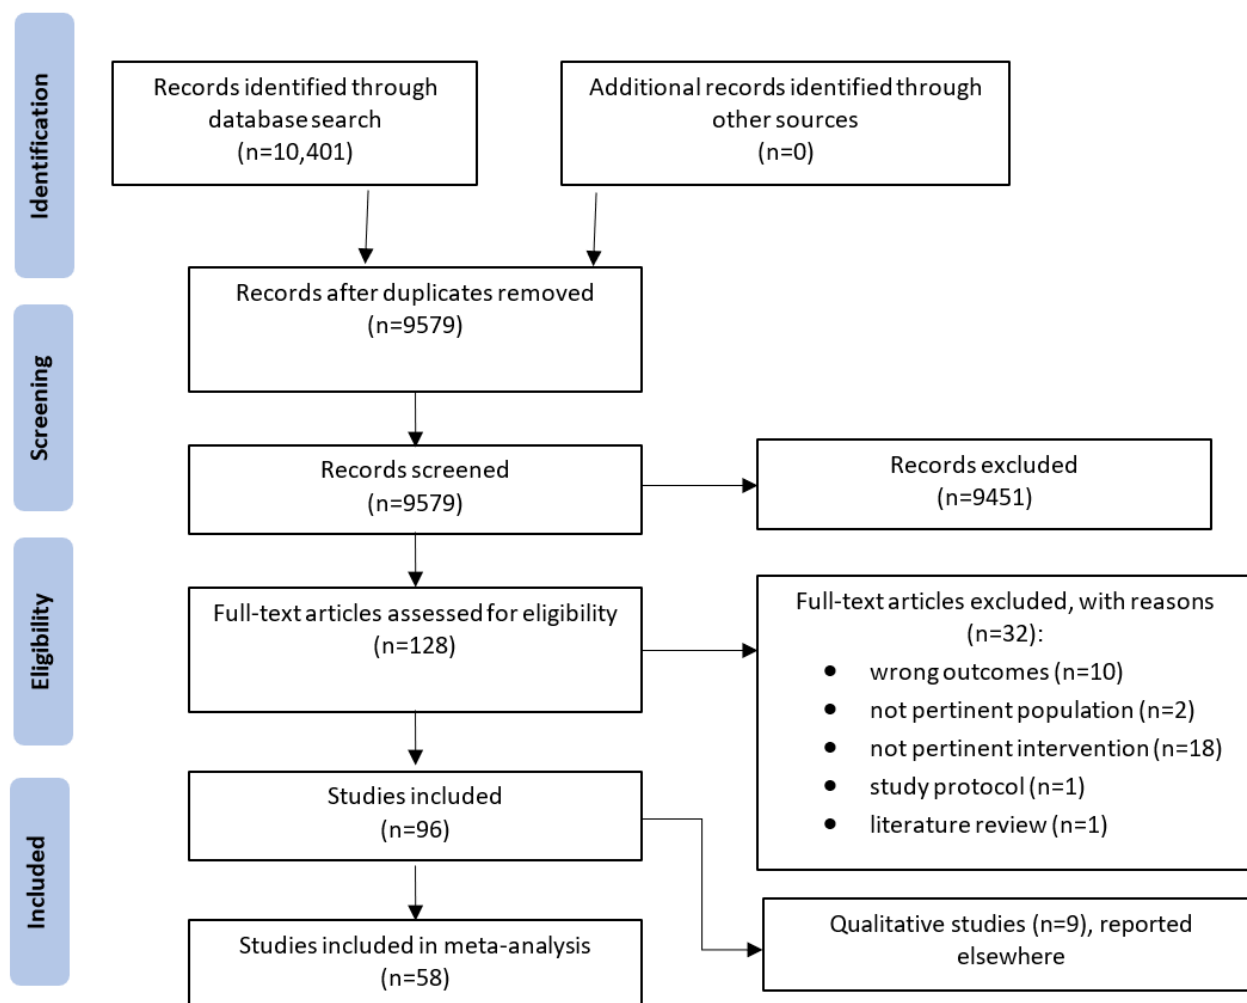 Identification
Records identified through
database search
(n=10,401)
Additional records identified through
other sources
(n=0)
Records after duplicates removed
(n=9579)
Screening
Records screened
(n=9579)
Records excluded
(n=9451)
Eligibility
Full-text articles assessed for eligibility
(n=128)
Full-text articles excluded, with reasons
(n=32):
• wrong outcomes (n=10)
• not pertinent population (n=2)
• not pertinent intervention (n=18)
• study protocol (n=1)
• literature review (n=1)
Included
Studies included
(n=96)
Qualitative studies (n=9), reported
elsewhere
Studies included in meta-analysis
(n=58)